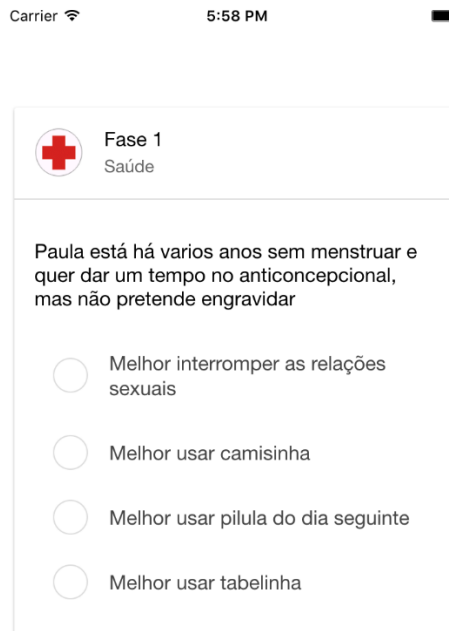 Carrier
5:58 PM
Fase 1
Saúde
Paula está há varios anos sem menstruar e
quer dar um tempo no anticoncepcional,
mas não pretende engravidar
Melhor interromper as relações
sexuais
Melhor usar camisinha
Melhor usar pilula do dia seguinte
Melhor usar tabelinha